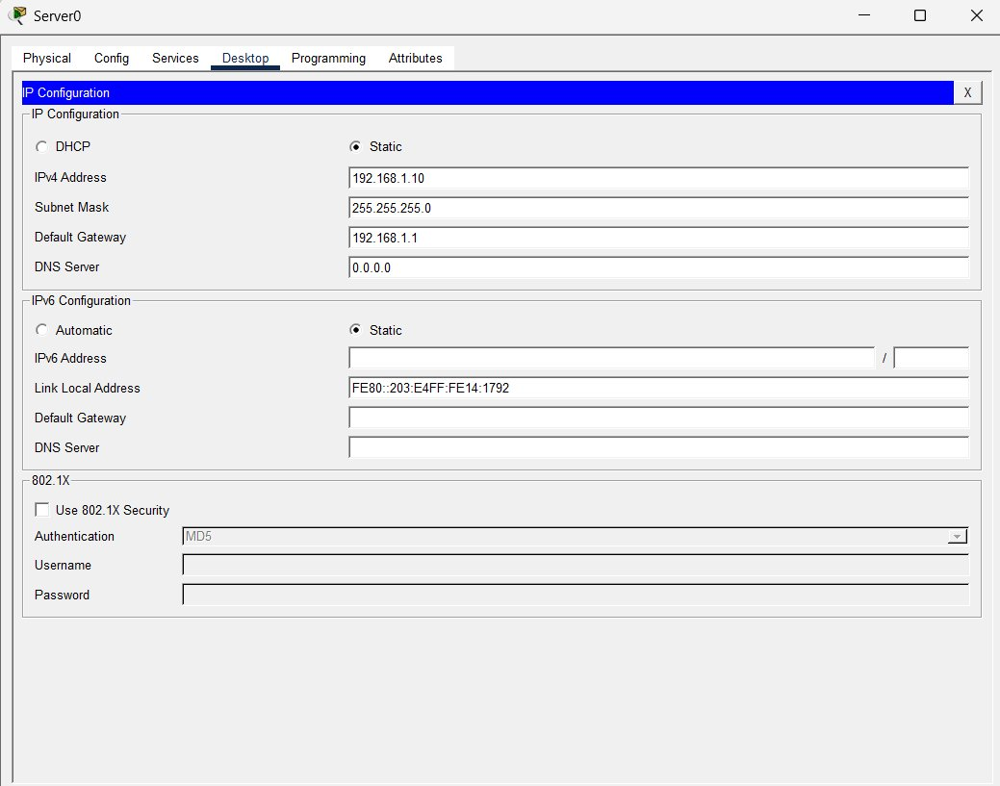 Server0
Physical Config Services Desktop Programming Attributes
IP Configuration X
IP Configuration
DHCP Static
IPv4 Address 192.168.1.10
Subnet Mask 255.255.255.0
Default Gateway 192.168.1.1
DNS Server 0.0.0.0
IPv6 Configuration
Automatic Static
IPv6 Address /
Link Local Address FE80::203:E4FF:FE14:1792
Default Gateway
DNS Server
802.1X
Use 802.1X Security
Authentication MD5
Username
Password